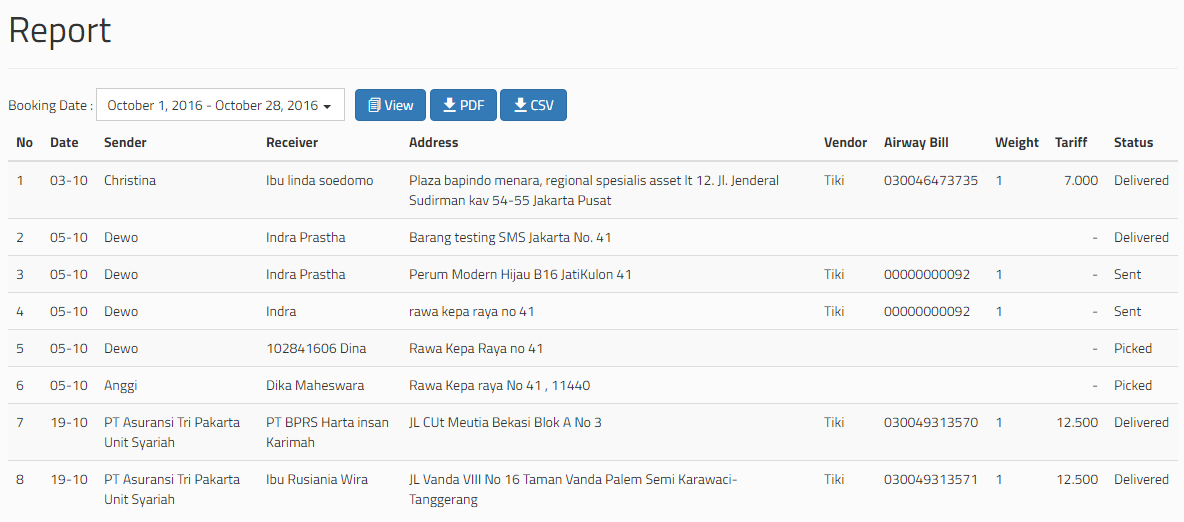 Report
Booking Date : October 1, 2016 - October 28, 2016 View PDF CSV
No Date Sender Receiver Address Vendor Airway Bill Weight Tariff Status
1 03-10 Christina Ibu linda soedomo Plaza bapindo menara, regional spesialis asset lt 12. Jl. Jenderal Tiki 030046473735 1 7.000 Delivered
Sudirman kav 54-55 Jakarta Pusat
2 05-10 Dewo Indra Prastha Barang testing SMS Jakarta No. 41 - Delivered
3 05-10 Dewo Indra Prastha Perum Modern Hijau B16 JatiKulon 41 Tiki 00000000092 1 - Sent
4 05-10 Dewo Indra rawa kepa raya no 41 Tiki 00000000092 1 - Sent
5 05-10 Dewo 102841606 Dina Rawa Kepa Raya no 41 - Picked
6 05-10 Anggi Dika Maheswara Rawa Kepa raya No 41 , 11440 - Picked
7 19-10 PT Asuransi Tri Pakarta PT BPRS Harta insan JL CUt Meutia Bekasi Blok A No 3 Tiki 030049313570 1 12.500 Delivered
Unit Syariah Karimah
8 19-10 PT Asuransi Tri Pakarta Ibu Rusiania Wira JL Vanda VIII No 16 Taman Vanda Palem Semi Karawaci- Tiki 030049313571 1 12.500 Delivered
Unit Syariah Tanggerang